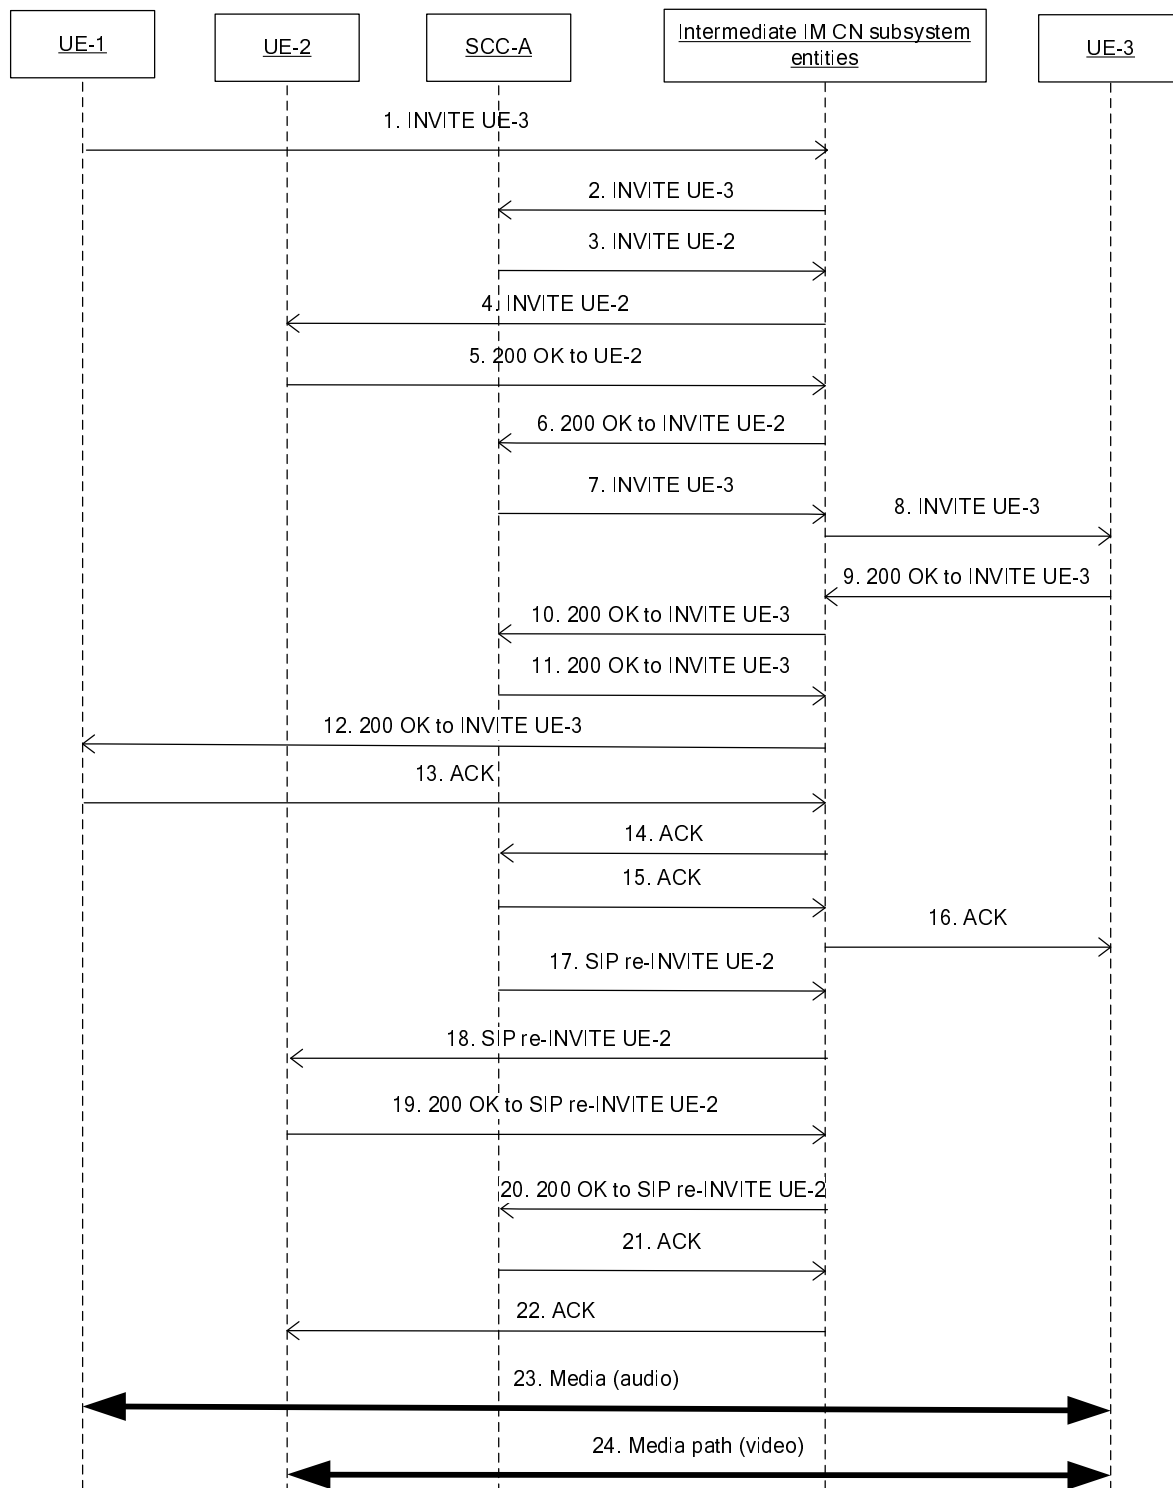 UE-1
UE-2
SCC-A
Intermediate IM CN subsystem
entities
UE-3
1. INVITE UE-3
2. INVITE UE-3
3. INVITE UE-2
4. INVITE UE-2
5. 200 OK to UE-2
6. 200 OK to INVITE UE-2
7. INVITE UE-3
8. INVITE UE-3
9. 200 OK to INVITE UE-3
10. 200 OK to INVITE UE-3
11. 200 OK to INVITE UE-3
12. 200 OK to INVITE UE-3
13. ACK
14. ACK
15. ACK
16. ACK
17. SIP re-INVITE UE-2
18. SIP re-INVITE UE-2
19. 200 OK to SIP re-INVITE UE-2
20. 200 OK to SIP re-INVITE UE-2
21. ACK
22. ACK
23. Media (audio)
24. Media path (video)